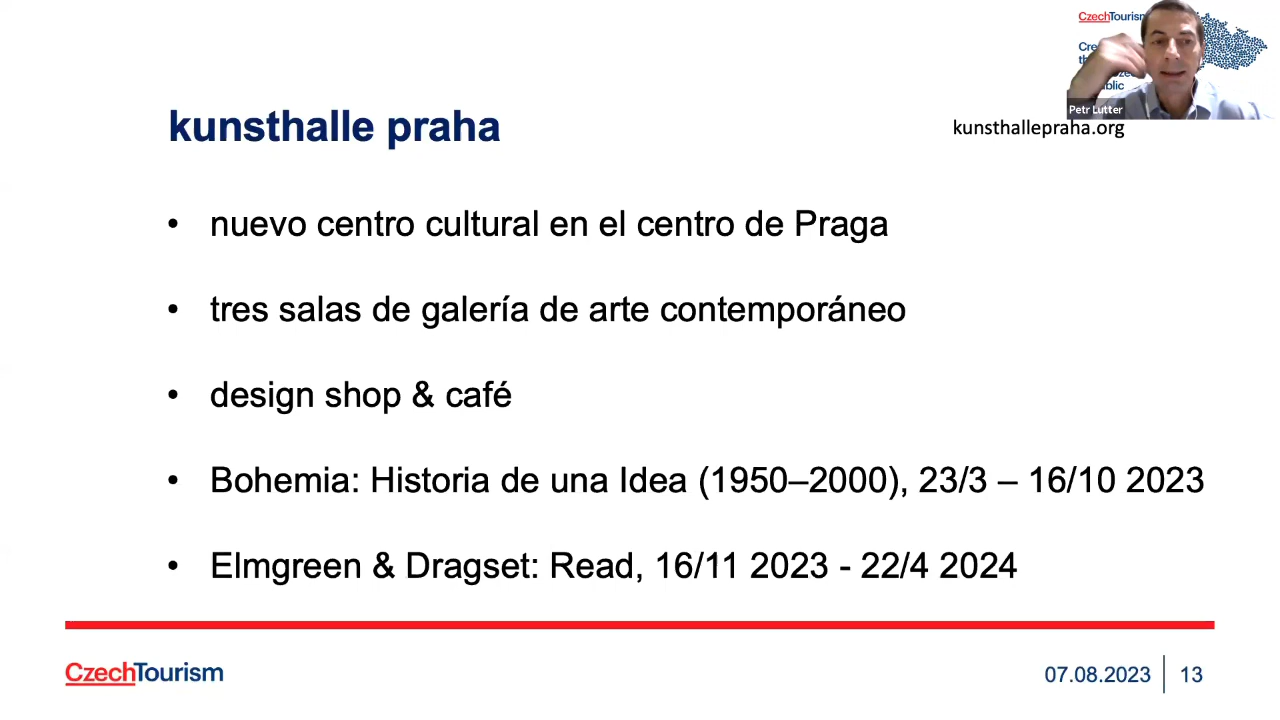 CzechTourism
Petr Lutter
kunsthalle praha
kunsthallepraha.org
• nuevo centro cultural en el centro de Praga
• tres salas de galería de arte contemporáneo
• design shop & café
• Bohemia: Historia de una Idea (1950–2000), 23/3 – 16/10 2023
• Elmgreen & Dragset: Read, 16/11 2023 - 22/4 2024
CzechTourism
07.08.2023 13